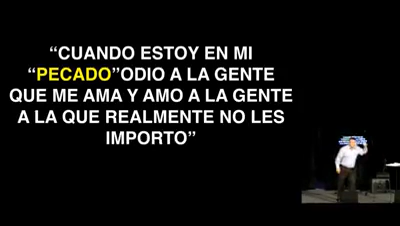 “CUANDO ESTOY EN MI
“PECADO”ODIO A LA GENTE
QUE ME AMA Y AMO A LA GENTE
A LA QUE REALMENTE NO LES
IMPORTO”